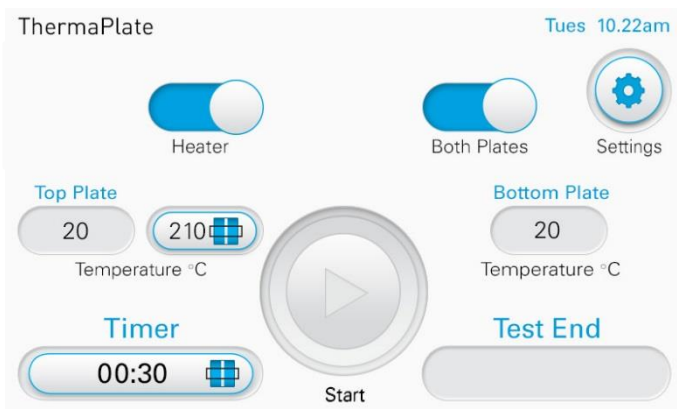 ThermaPlate
Tues 10.22am
Heater
Both Plates
Settings
Top Plate
Bottom Plate
20
210
20
Temperature °C
Temperature °C
Timer
Test End
00:30
Start